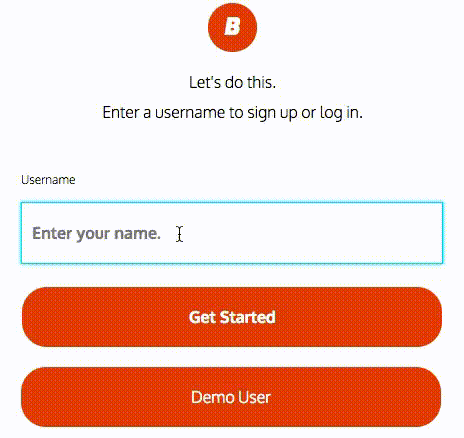 B
Let's do this.
Enter a username to sign up or log in.
Username
Enter your name.
Get Started
Demo User